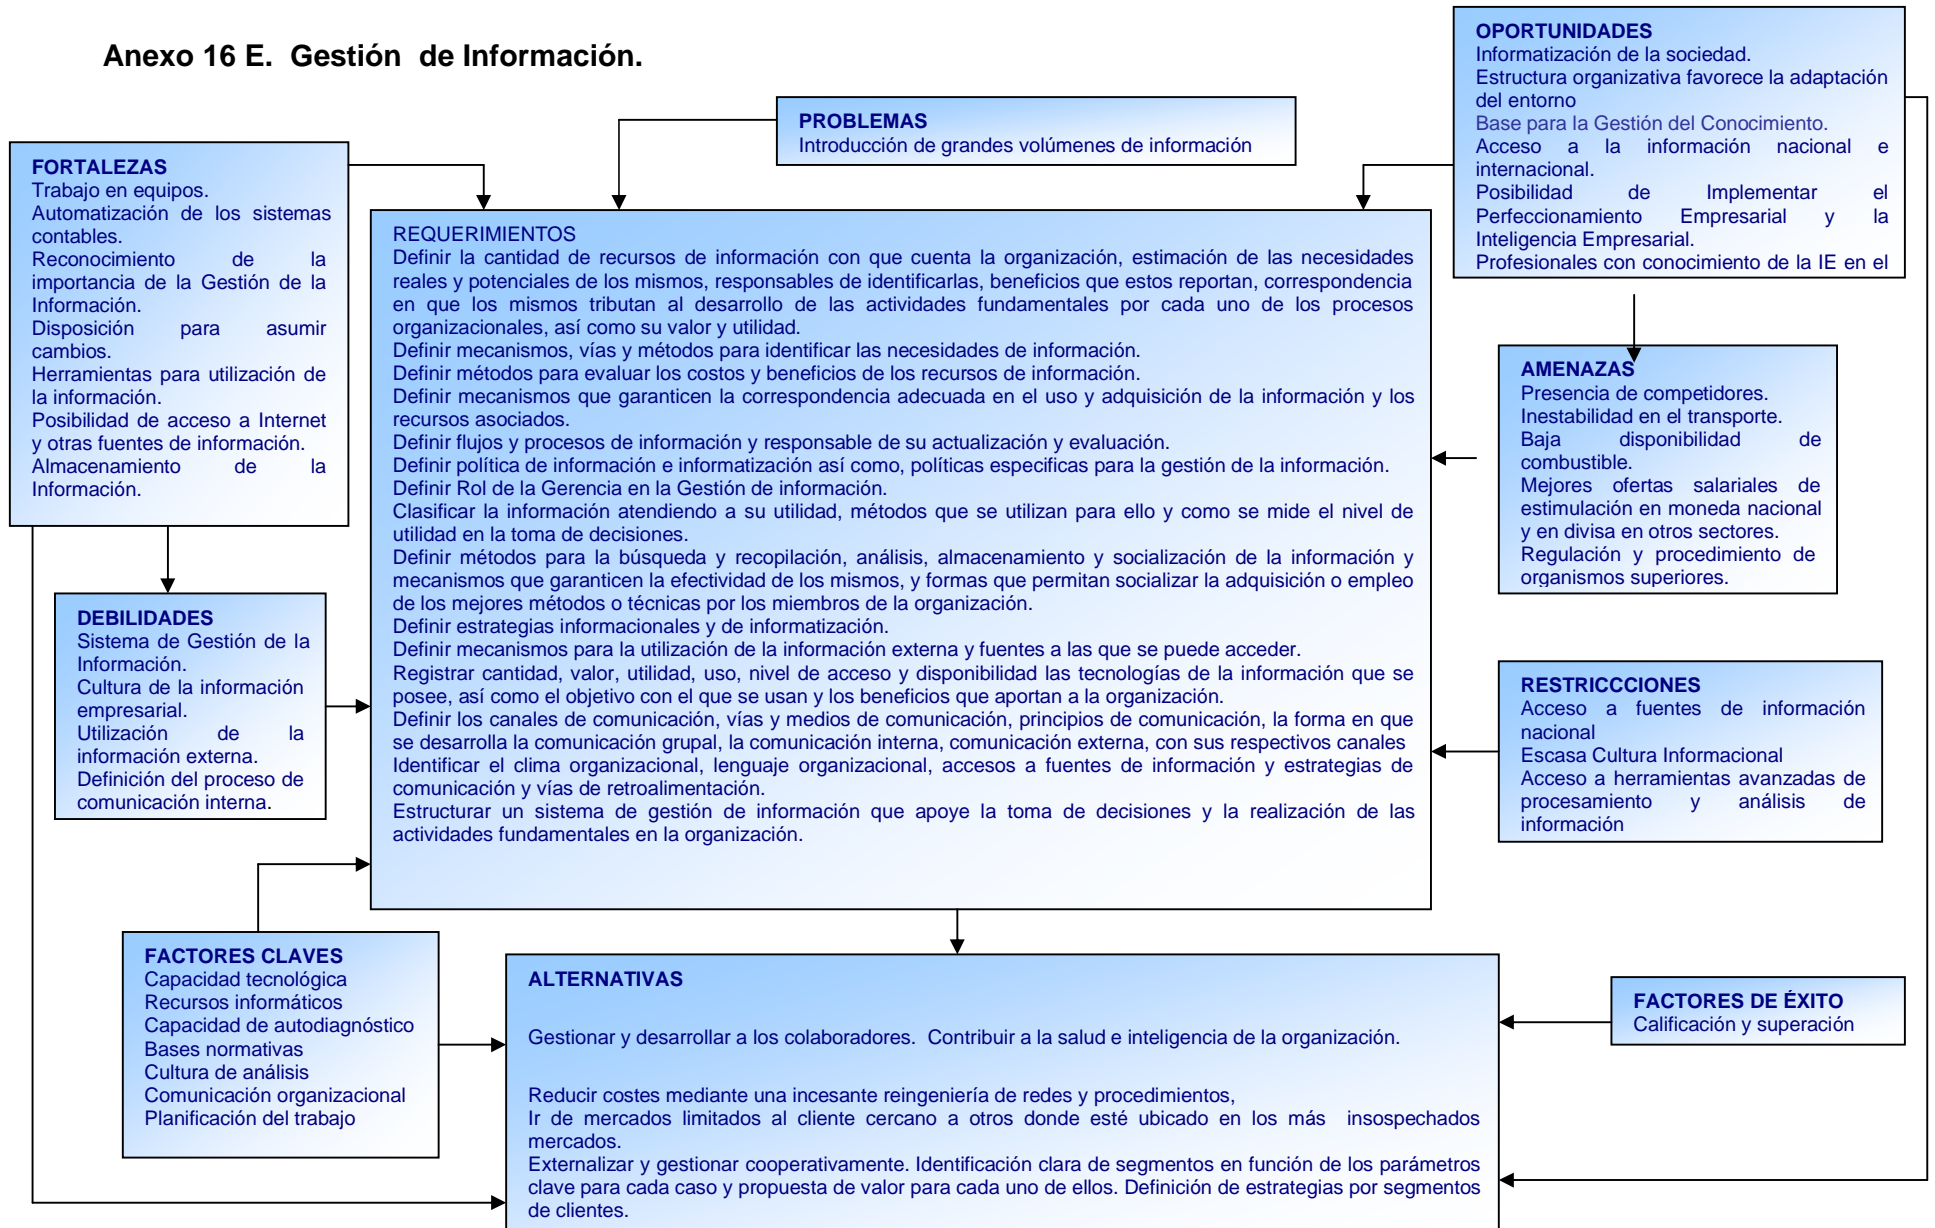 Anexo 16 E. Gestión de Información.
OPORTUNIDADES
Informatización de la sociedad.
Estructura organizativa favorece la adaptación
del entorno
Base para la Gestión del Conocimiento.
Acceso a la información nacional e
internacional.
Posibilidad de Implementar el
Perfeccionamiento Empresarial y la
Inteligencia Empresarial.
Profesionales con conocimiento de la IE en el
PROBLEMAS
Introducción de grandes volúmenes de información
FORTALEZAS
Trabajo en equipos.
Automatización de los sistemas
contables.
Reconocimiento de la
importancia de la Gestión de la
Información.
Disposición para asumir
cambios.
Herramientas para utilización de
la información.
Posibilidad de acceso a Internet
y otras fuentes de información.
Almacenamiento de la
Información.
REQUERIMIENTOS
Definir la cantidad de recursos de información con que cuenta la organización, estimación de las necesidades
reales y potenciales de los mismos, responsables de identificarlas, beneficios que estos reportan, correspondencia
en que los mismos tributan al desarrollo de las actividades fundamentales por cada uno de los procesos
organizacionales, así como su valor y utilidad.
Definir mecanismos, vías y métodos para identificar las necesidades de información.
Definir métodos para evaluar los costos y beneficios de los recursos de información.
Definir mecanismos que garanticen la correspondencia adecuada en el uso y adquisición de la información y los
recursos asociados.
Definir flujos y procesos de información y responsable de su actualización y evaluación.
Definir política de información e informatización así como, políticas especificas para la gestión de la información.
Definir Rol de la Gerencia en la Gestión de información.
Clasificar la información atendiendo a su utilidad, métodos que se utilizan para ello y como se mide el nivel de
utilidad en la toma de decisiones.
Definir métodos para la búsqueda y recopilación, análisis, almacenamiento y socialización de la información y
mecanismos que garanticen la efectividad de los mismos, y formas que permitan socializar la adquisición o empleo
de los mejores métodos o técnicas por los miembros de la organización.
Definir estrategias informacionales y de informatización.
Definir mecanismos para la utilización de la información externa y fuentes a las que se puede acceder.
Registrar cantidad, valor, utilidad, uso, nivel de acceso y disponibilidad las tecnologías de la información que se
posee, así como el objetivo con el que se usan y los beneficios que aportan a la organización.
Definir los canales de comunicación, vías y medios de comunicación, principios de comunicación, la forma en que
se desarrolla la comunicación grupal, la comunicación interna, comunicación externa, con sus respectivos canales
Identificar el clima organizacional, lenguaje organizacional, accesos a fuentes de información y estrategias de
comunicación y vías de retroalimentación.
Estructurar un sistema de gestión de información que apoye la toma de decisiones y la realización de las
actividades fundamentales en la organización.
AMENAZAS
Presencia de competidores.
Inestabilidad en el transporte.
Baja disponibilidad de
combustible.
Mejores ofertas salariales de
estimulación en moneda nacional
y en divisa en otros sectores.
Regulación y procedimiento de
organismos superiores.
DEBILIDADES
Sistema de Gestión de la
Información.
Cultura de la información
empresarial.
Utilización de la
información externa.
Definición del proceso de
comunicación interna.
RESTRICCCIONES
Acceso a fuentes de información
nacional
Escasa Cultura Informacional
Acceso a herramientas avanzadas de
procesamiento y análisis de
información
FACTORES CLAVES
Capacidad tecnológica
Recursos informáticos
Capacidad de autodiagnóstico
Bases normativas
Cultura de análisis
Comunicación organizacional
Planificación del trabajo
ALTERNATIVAS
Gestionar y desarrollar a los colaboradores. Contribuir a la salud e inteligencia de la organización.
Reducir costes mediante una incesante reingeniería de redes y procedimientos,
Ir de mercados limitados al cliente cercano a otros donde esté ubicado en los más insospechados
mercados.
Externalizar y gestionar cooperativamente. Identificación clara de segmentos en función de los parámetros
clave para cada caso y propuesta de valor para cada uno de ellos. Definición de estrategias por segmentos
de clientes.
FACTORES DE ÉXITO
Calificación y superación